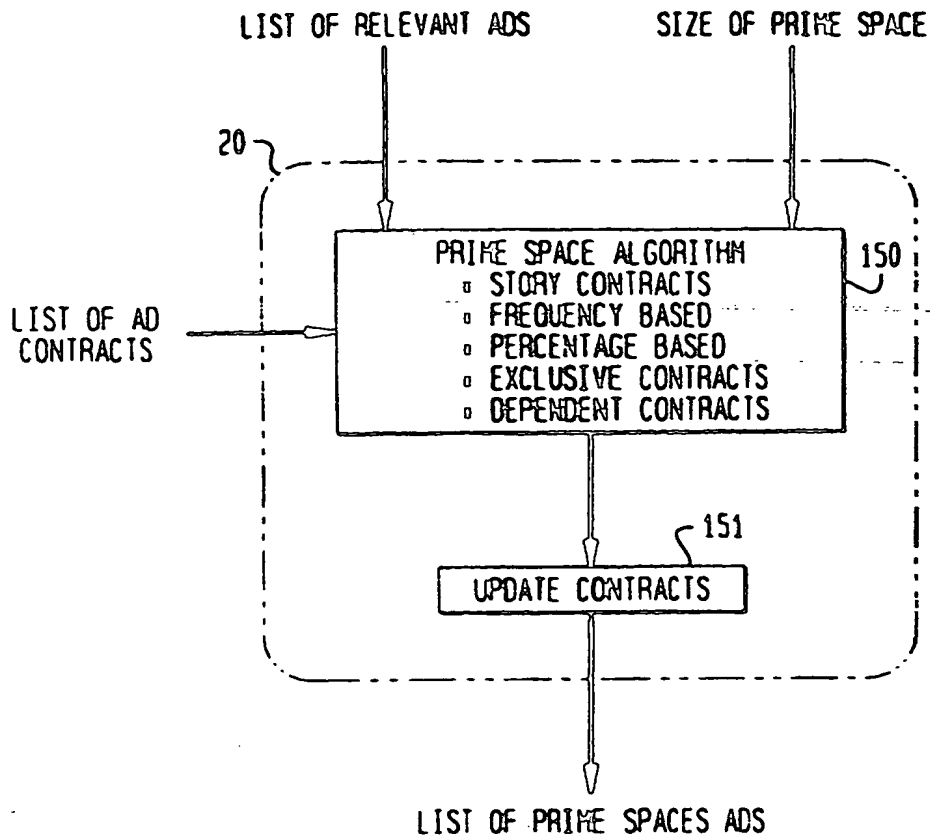 LIST OF RELEVANT ADS
SIZE OF PRIME SPACE
20
PRIME SPACE ALGORITHM
▯ STORY CONTRACTS
▯ FREQUENCY BASED
▯ PERCENTAGE BASED
▯ EXCLUSIVE CONTRACTS
▯ DEPENDENT CONTRACTS
150
LIST OF AD
CONTRACTS
151
UPDATE CONTRACTS
LIST OF PRIME SPACES ADS